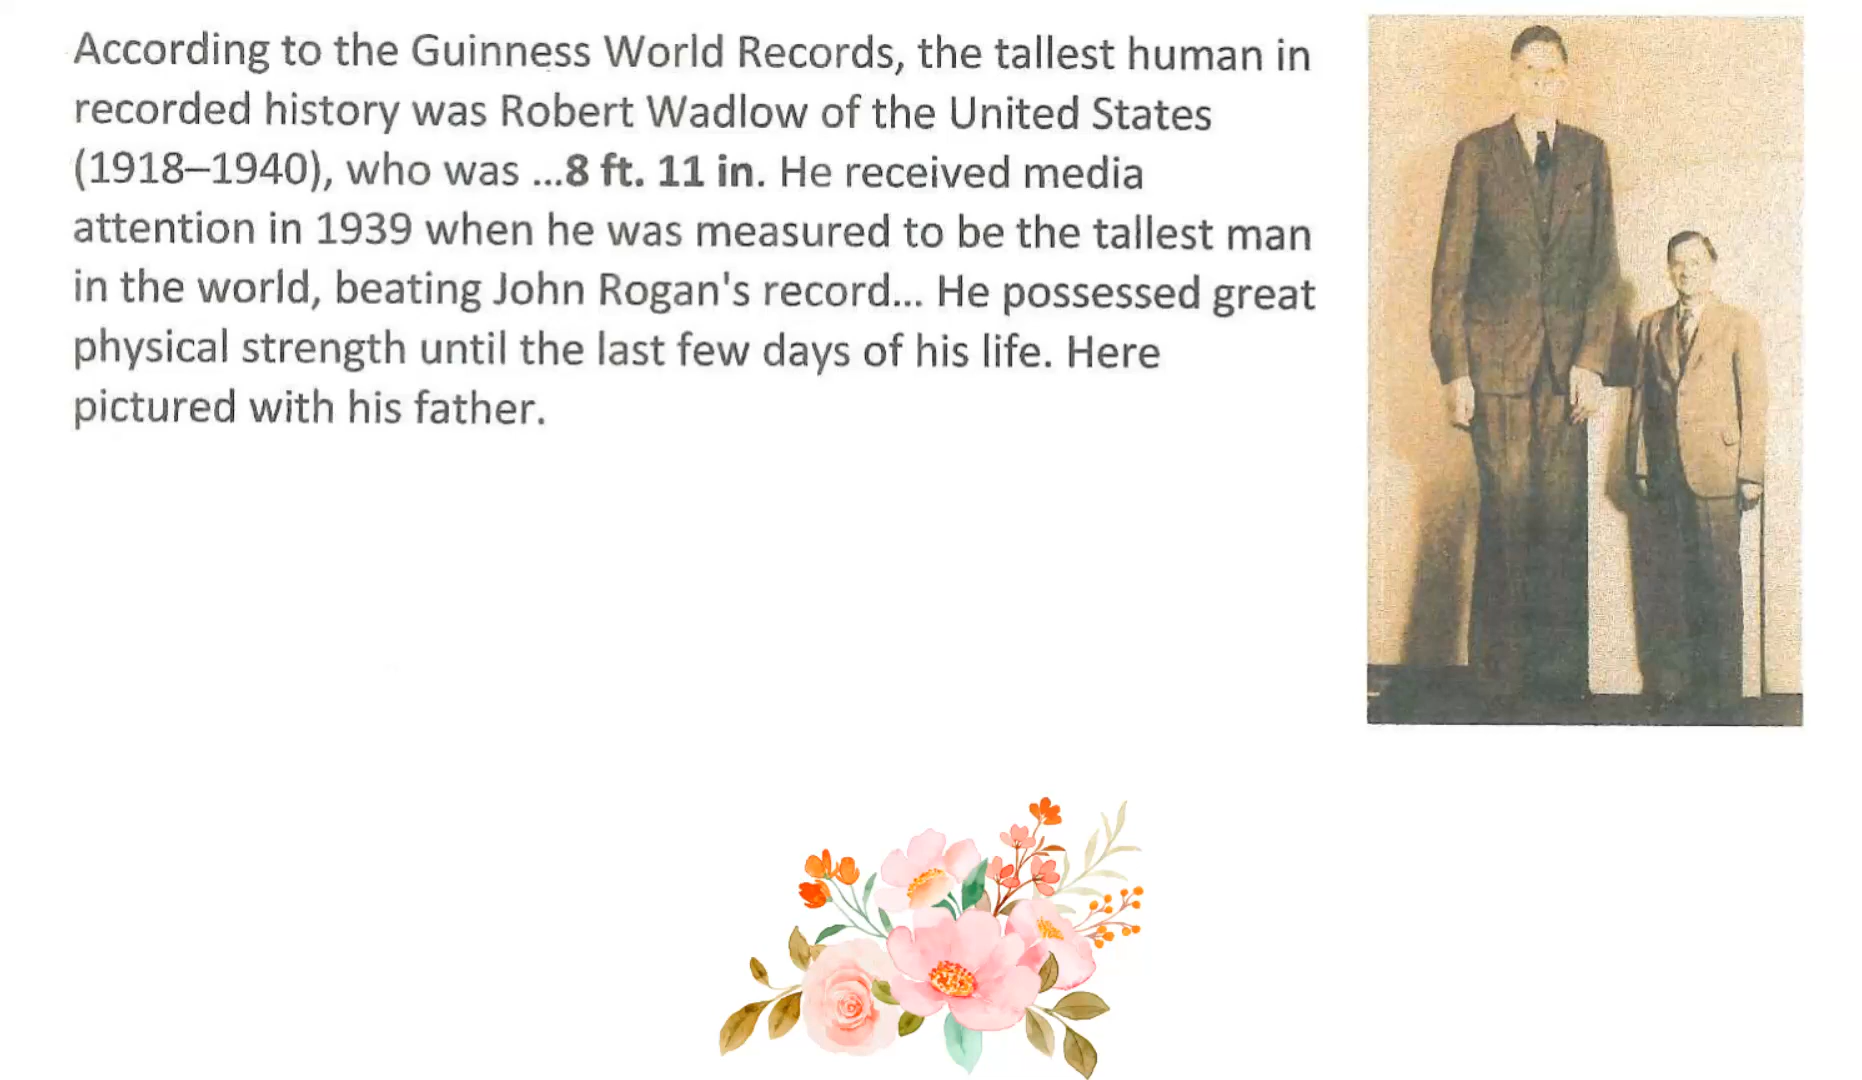 According to the Guinness World Records, the tallest human in
recorded history was Robert Wadlow of the United States
(1918–1940), who was ...8 ft. 11 in. He received media
attention in 1939 when he was measured to be the tallest man
in the world, beating John Rogan's record... He possessed great
physical strength until the last few days of his life. Here
pictured with his father.